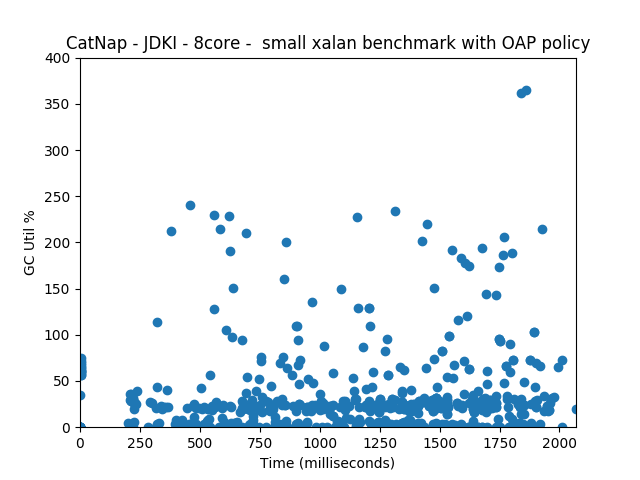 CatNap - JDKI - 8core -  small xalan benchmark with OAP policy
GC Util %
400
350
300
250
200
150
100
50
0
0 250 500 750 1000 1250 1500 1750 2000
Time (milliseconds)